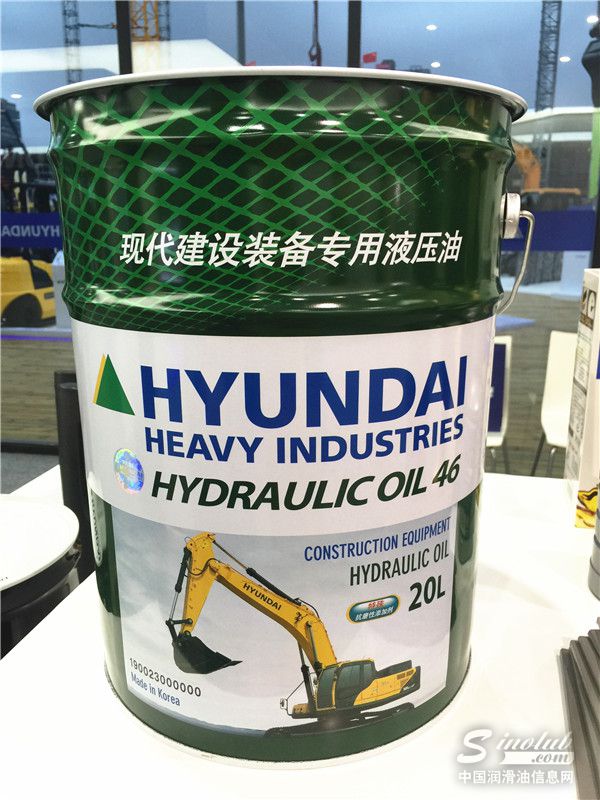 现代建设装备专用液压油
HYUNDAI
HEAVY INDUSTRIES
HYDRAULIC OIL 46
CONSTRUCTION EQUIPMENT
HYDRAULIC OIL
20L
HYUNDAI
抗磨性添加剂
190023000000
Made in Korea
HYUNDAI
Sinolub
.com
中国润滑油信息网